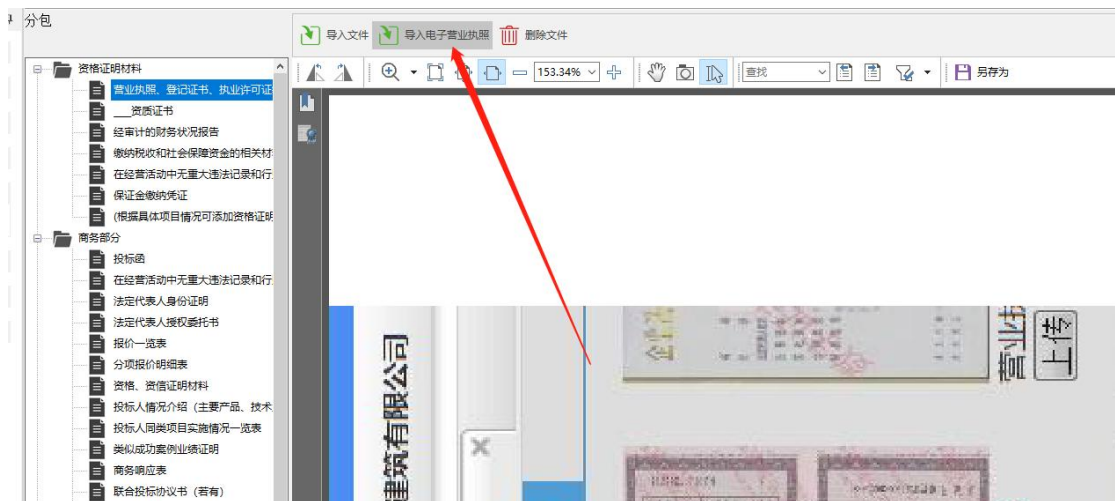 分包
导入文件 导入电子营业执照 删除文件
153.34% 查找 另存为
资格证明材料
营业执照、登记证书、执业许可证
___资质证书
经审计的财务状况报告
缴纳税收和社会保障资金的相关材
在经营活动中无重大违法记录和行
保证金缴纳凭证
(根据具体项目情况可添加资格证明
商务部分
投标函
在经营活动中无重大违法记录和行
法定代表人身份证明
法定代表人授权委托书
报价一览表
分项报价明细表
资格、资信证明材料
投标人情况介绍（主要产品、技术
投标人同类项目实施情况一览表
类似成功案例业绩证明
商务响应表
联合投标协议书（若有）
建筑有限公司
营业执
上传